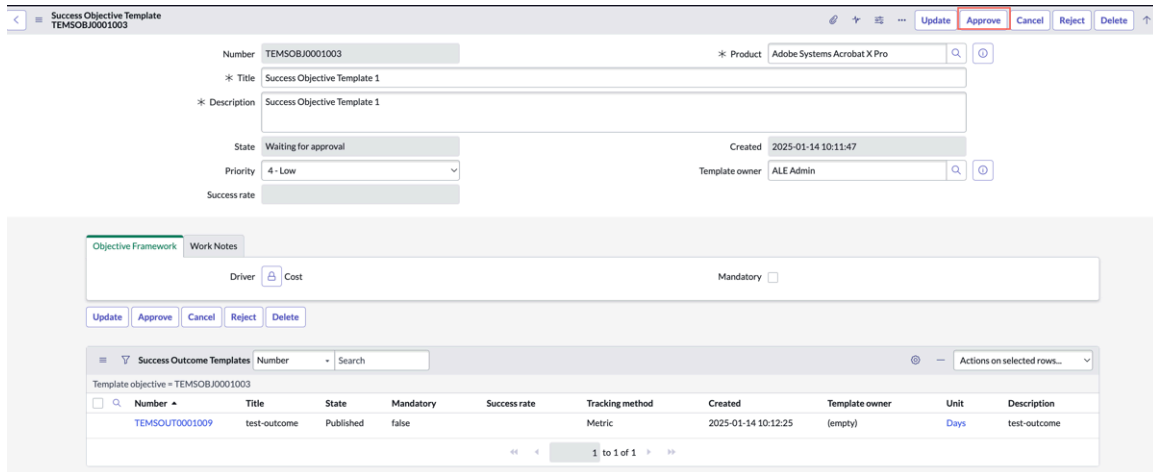 Success Objective Template
TEMSOBJ0001003
Update Approve Cancel Reject Delete
Number TEMSOBJ0001003
Product Adobe Systems Acrobat X Pro
Title Success Objective Template 1
Description Success Objective Template 1
State Waiting for approval
Created 2025-01-14 10:11:47
Priority 4 - Low
Template owner ALE Admin
Success rate
Objective Framework Work Notes
Driver Cost
Mandatory
Update Approve Cancel Reject Delete
Success Outcome Templates Number Search Actions on selected rows...
Template objective = TEMSOBJ0001003
Number Title State Mandatory Success rate Tracking method Created Template owner Unit Description
TEMSOUT0001009 test-outcome Published false Metric 2025-01-14 10:12:25 (empty) Days test-outcome
1 to 1 of 1